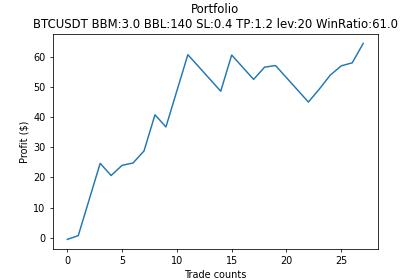 Portfolio
BTCUSDT BBM:3.0 BBL:140 SL:0.4 TP:1.2 lev:20 WinRatio:61.0
60
50
40
30
20
10
0
Profit ($)
0 5 10 15 20 25
Trade counts